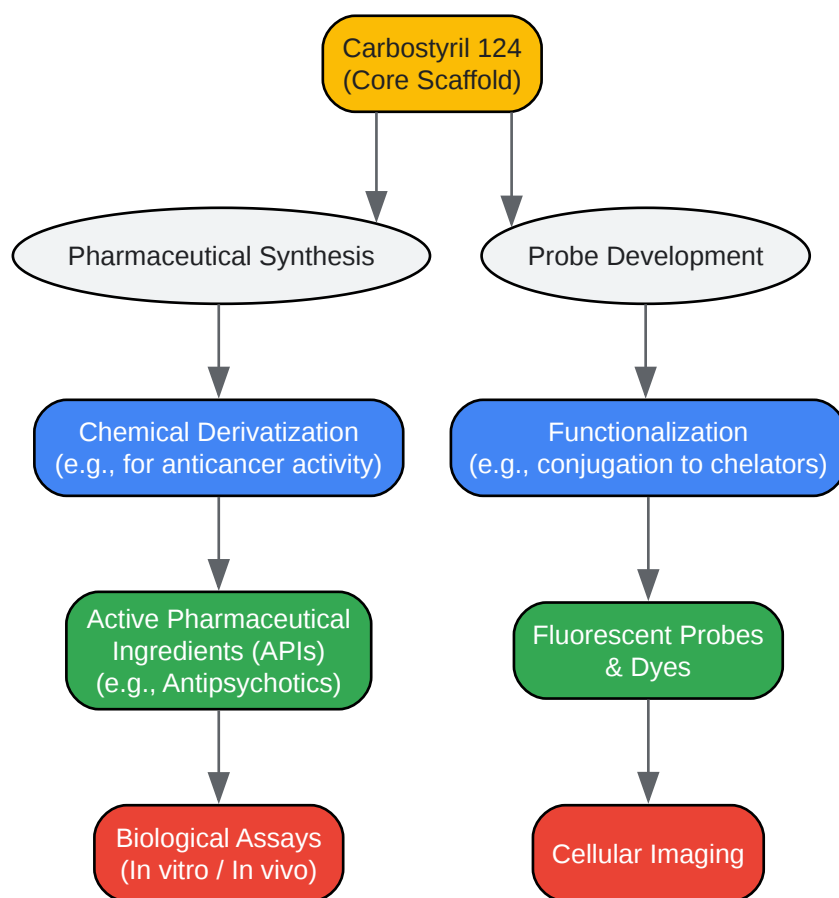 Carbostyril 124
(Core Scaffold)
Pharmaceutical Synthesis
Probe Development
Chemical Derivatization
(e.g., for anticancer activity)
Functionalization
(e.g., conjugation to chelators)
Active Pharmaceutical
Ingredients (APIs)
(e.g., Antipsychotics)
Fluorescent Probes
& Dyes
Biological Assays
(In vitro / In vivo)
Cellular Imaging